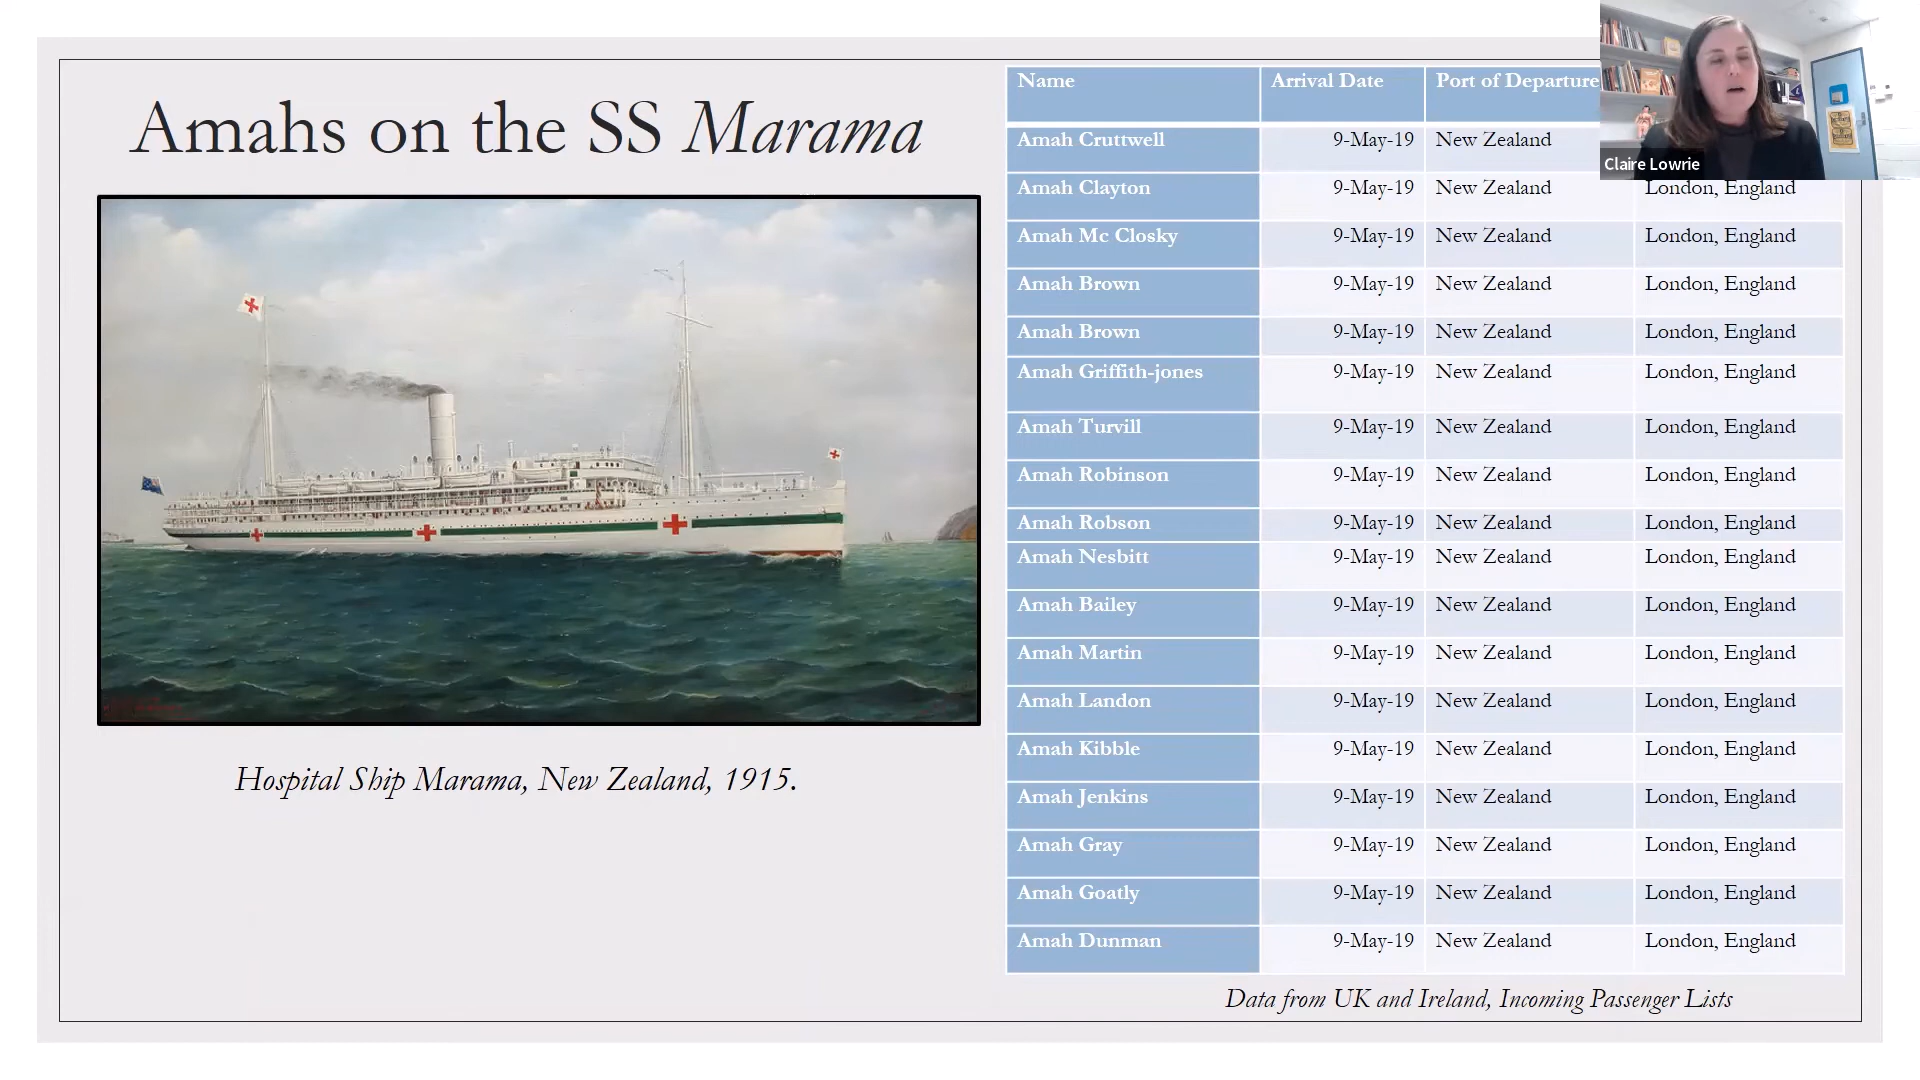 Amahs on the SS Marama
Hospital Ship Marama, New Zealand, 1915.
Name Arrival Date Port of Departure
Amah Cruttwell 9-May-19 New Zealand
Amah Clayton 9-May-19 New Zealand London, England
Amah Mc Closky 9-May-19 New Zealand London, England
Amah Brown 9-May-19 New Zealand London, England
Amah Brown 9-May-19 New Zealand London, England
Amah Griffith-jones 9-May-19 New Zealand London, England
Amah Turvill 9-May-19 New Zealand London, England
Amah Robinson 9-May-19 New Zealand London, England
Amah Robson 9-May-19 New Zealand London, England
Amah Nesbitt 9-May-19 New Zealand London, England
Amah Bailey 9-May-19 New Zealand London, England
Amah Martin 9-May-19 New Zealand London, England
Amah Landon 9-May-19 New Zealand London, England
Amah Kibble 9-May-19 New Zealand London, England
Amah Jenkins 9-May-19 New Zealand London, England
Amah Gray 9-May-19 New Zealand London, England
Amah Goatly 9-May-19 New Zealand London, England
Amah Dunman 9-May-19 New Zealand London, England
Data from UK and Ireland, Incoming Passenger Lists
Claire Lowrie